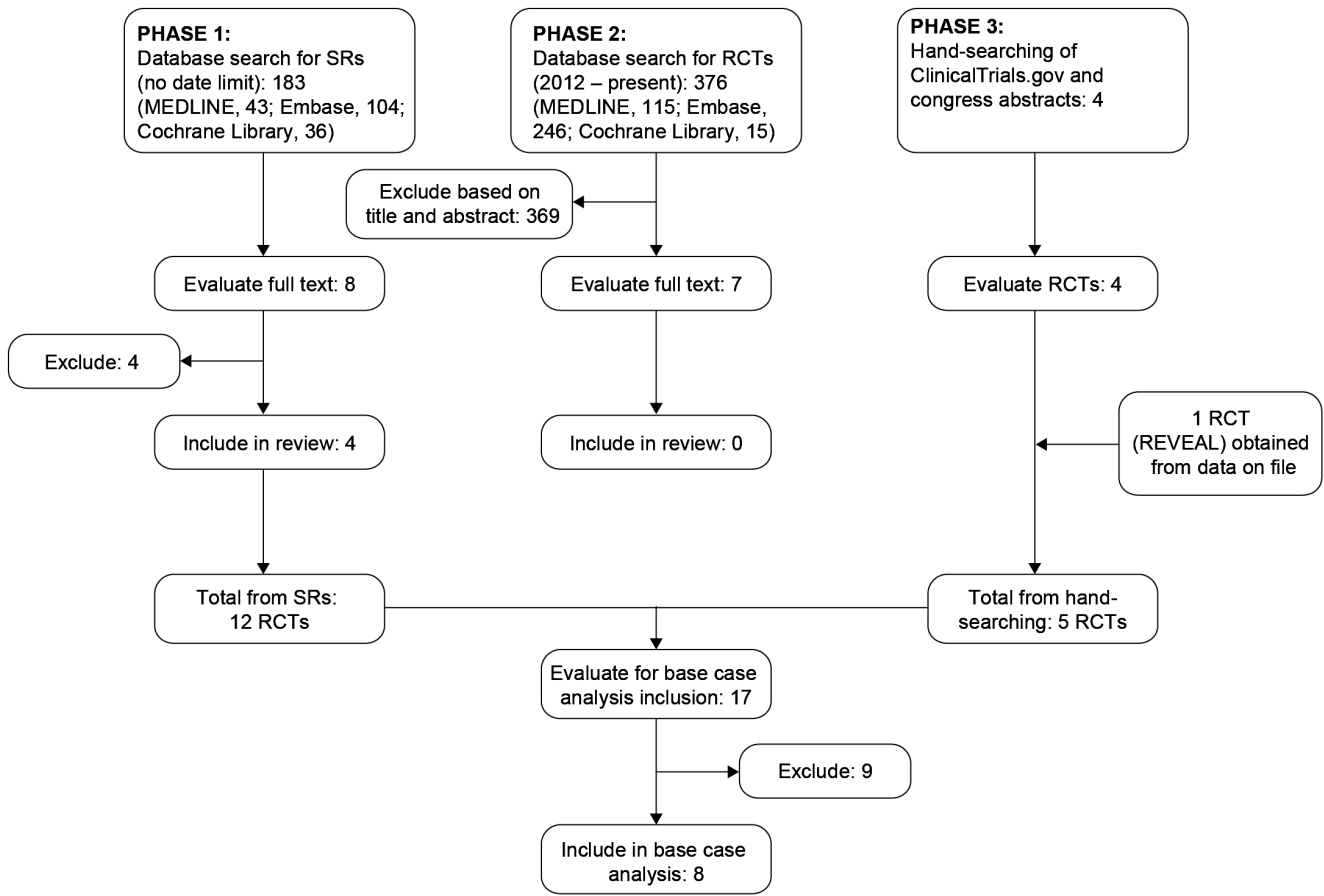 PHASE 1:
Database search for SRs
(no date limit): 183
(MEDLINE, 43; Embase, 104;
Cochrane Library, 36)
PHASE 2:
Database search for RCTs
(2012 – present): 376
(MEDLINE, 115; Embase,
246; Cochrane Library, 15)
PHASE 3:
Hand-searching of
ClinicalTrials.gov and
congress abstracts: 4
Exclude based on
title and abstract: 369
Evaluate full text: 8
Evaluate full text: 7
Evaluate RCTs: 4
Exclude: 4
Include in review: 4
Include in review: 0
1 RCT
(REVEAL) obtained
from data on file
Total from SRs:
12 RCTs
Total from hand-
searching: 5 RCTs
Evaluate for base case
analysis inclusion: 17
Exclude: 9
Include in base case
analysis: 8